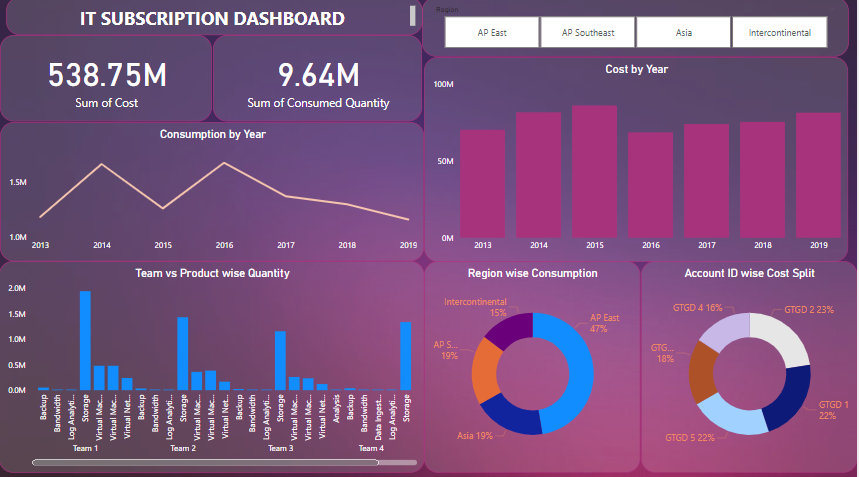 IT SUBSCRIPTION DASHBOARD
Region
AP East
AP Southeast
Asia
Intercontinental
538.75M
Sum of Cost
9.64M
Sum of Consumed Quantity
Cost by Year
100M
50M
0M
2013 2014 2015 2016 2017 2018 2019
Consumption by Year
1.5M
1.0M
2013 2014 2015 2016 2017 2018 2019
Team vs Product wise Quantity
2.0M
1.5M
1.0M
0.5M
0.0M
Backup
Bandwidth
Log Analyti...
Storage
Virtual Mac...
Virtual Mac...
Virtual Net...
Backup
Bandwidth
Log Analyti...
Storage
Virtual Mac...
Virtual Mac...
Virtual Net...
Backup
Bandwidth
Log Analyti...
Storage
Virtual Mac...
Virtual Mac...
Virtual Net...
Analysis
Backup
Bandwidth
Data Ingest...
Log Analyti...
Storage
Team 1 Team 2 Team 3 Team 4
Region wise Consumption
Intercontinental
15%
AP East
47%
AP S...
19%
Asia 19%
Account ID wise Cost Split
GTGD 4 16%
GTGD 2 23%
GTG...
18%
GTGD 1
22%
GTGD 5 22%